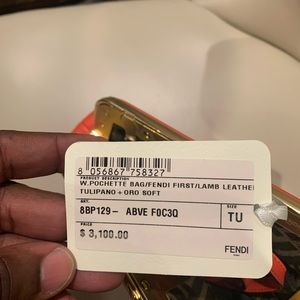 8 056867 758327
PRODUCT DESCRIPTION
W.POCHETTE BAG/FENDI FIRST/LAMB LEATHER
TULIPANO+ORO SOFT
ART. SIZE
8BP129- ABVE F0C3Q TU
PRICE
$ 3,100.00
FENDI